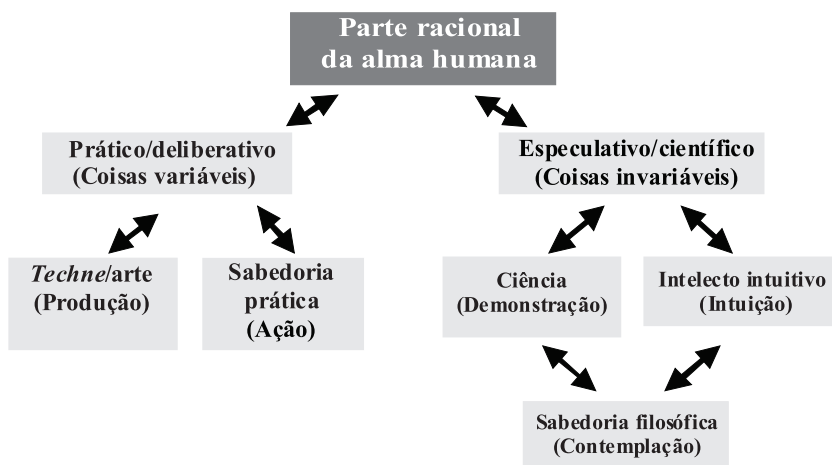 Parte racional
da alma humana
Prático/deliberativo
(Coisas variáveis)
Especulativo/científico
(Coisas invariáveis)
Techne/arte
(Produção)
Sabedoria
prática
(Ação)
Ciência
(Demonstração)
Intelecto intuitivo
(Intuição)
Sabedoria filosófica
(Contemplação)